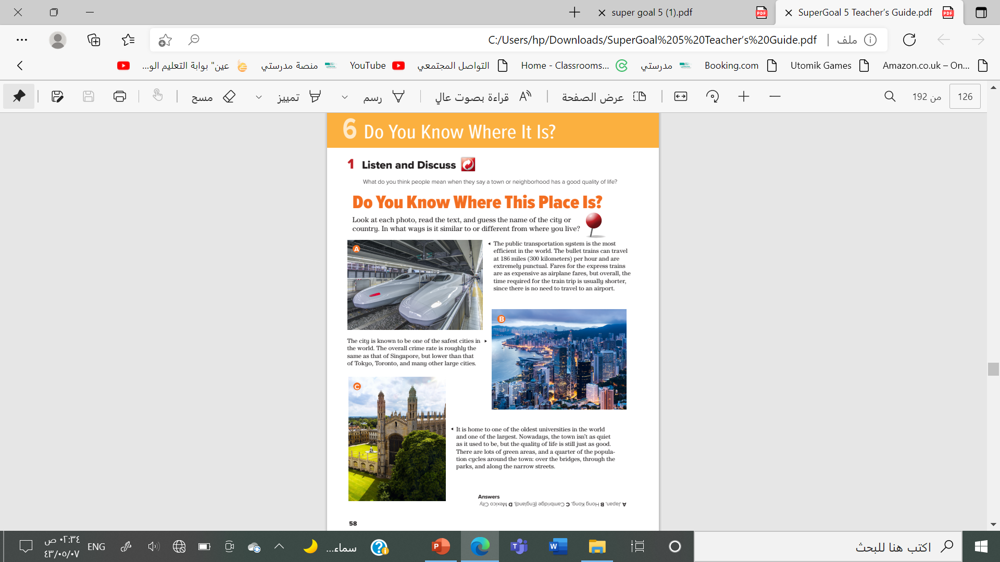 super goal 5 (1).pdf
SuperGoal 5 Teacher's Guide.pdf
C:/Users/hp/Downloads/SuperGoal%205%20Teacher's%20Guide.pdf
ملف
عين" بوابة التعليم الو...
منصة مدرستي
YouTube
التواصل المجتمعي
Home - Classrooms...
مدرستي
Booking.com
Utomik Games
Amazon.co.uk – On...
مسح
تمييز
رسم
قراءة بصوت عالٍ
عرض الصفحة
من 192
126
6 Do You Know Where It Is?
1 Listen and Discuss
What do you think people mean when they say a town or neighborhood has a good quality of life?
Do You Know Where This Place Is?
Look at each photo, read the text, and guess the name of the city or
country. In what ways is it similar to or different from where you live?
A
The public transportation system is the most
efficient in the world. The bullet trains can travel
at 186 miles (300 kilometers) per hour and are
extremely punctual. Fares for the express trains
are as expensive as airplane fares, but overall, the
time required for the train trip is usually shorter,
since there is no need to travel to an airport.
B
The city is known to be one of the safest cities in
the world. The overall crime rate is roughly the
same as that of Singapore, but lower than that
of Tokyo, Toronto, and many other large cities.
C
It is home to one of the oldest universities in the world
and one of the largest. Nowadays, the town isn't as quiet
as it used to be, but the quality of life is still just as good.
There are lots of green areas, and a quarter of the popula-
tion cycles around the town: over the bridges, through the
parks, and along the narrow streets.
Answers
A Japan, B Hong Kong, C Cambridge (England), D Mexico City
58
٠٢:٣٤ ص
٤٣/٠٥/٠٧
ENG
سماء...
اكتب هنا للبحث